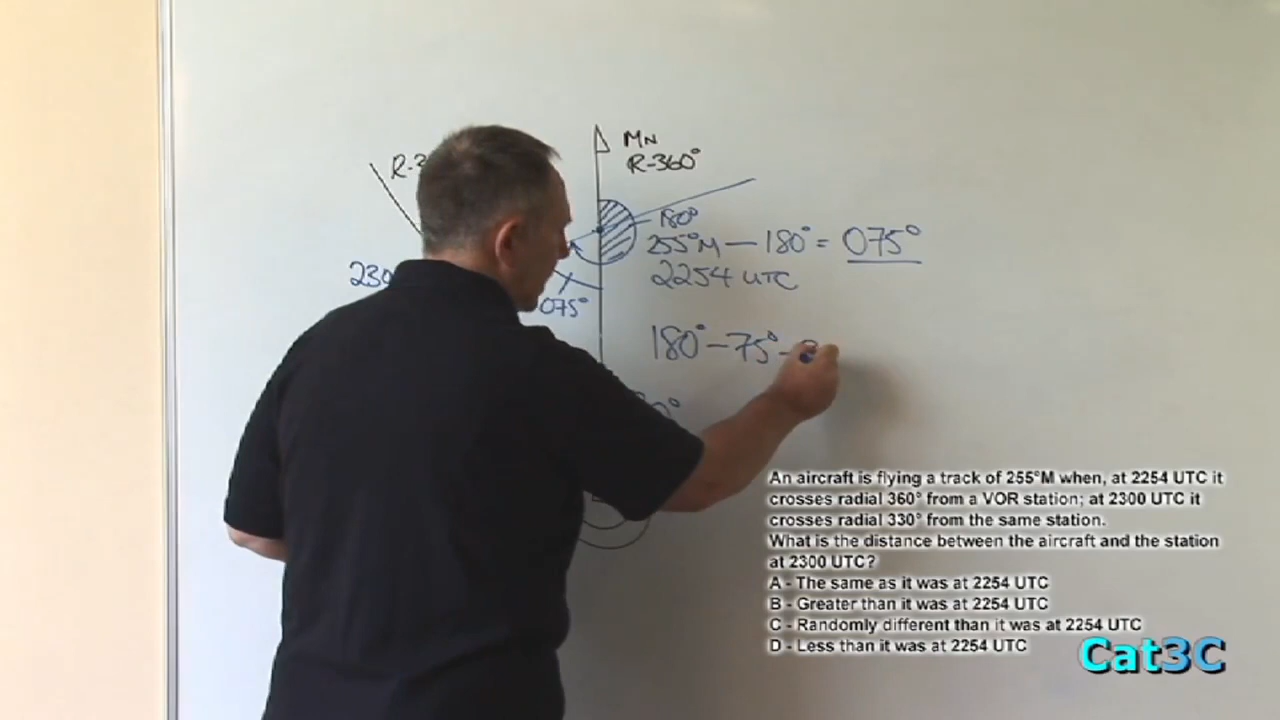 MN
R-3
R-360°
180°
255°M — 180° = 075°
2254 UTC
230
075°
180° - 75° -
0°
An aircraft is flying a track of 255°M when, at 2254 UTC it
crosses radial 360° from a VOR station; at 2300 UTC it
crosses radial 330° from the same station.
What is the distance between the aircraft and the station
at 2300 UTC?
A - The same as it was at 2254 UTC
B - Greater than it was at 2254 UTC
C - Randomly different than it was at 2254 UTC
D - Less than it was at 2254 UTC
Cat3C